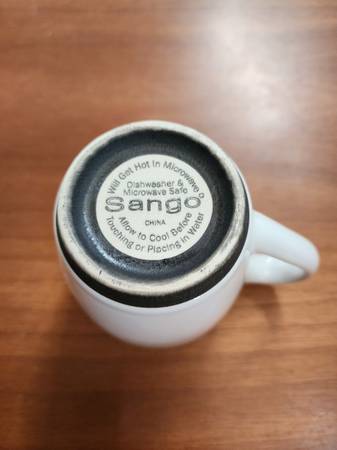 Will Get Hot In Microwave
Dishwasher &
Microwave Safe
Sango®
CHINA
Allow to Cool Before
Touching or Placing in Water